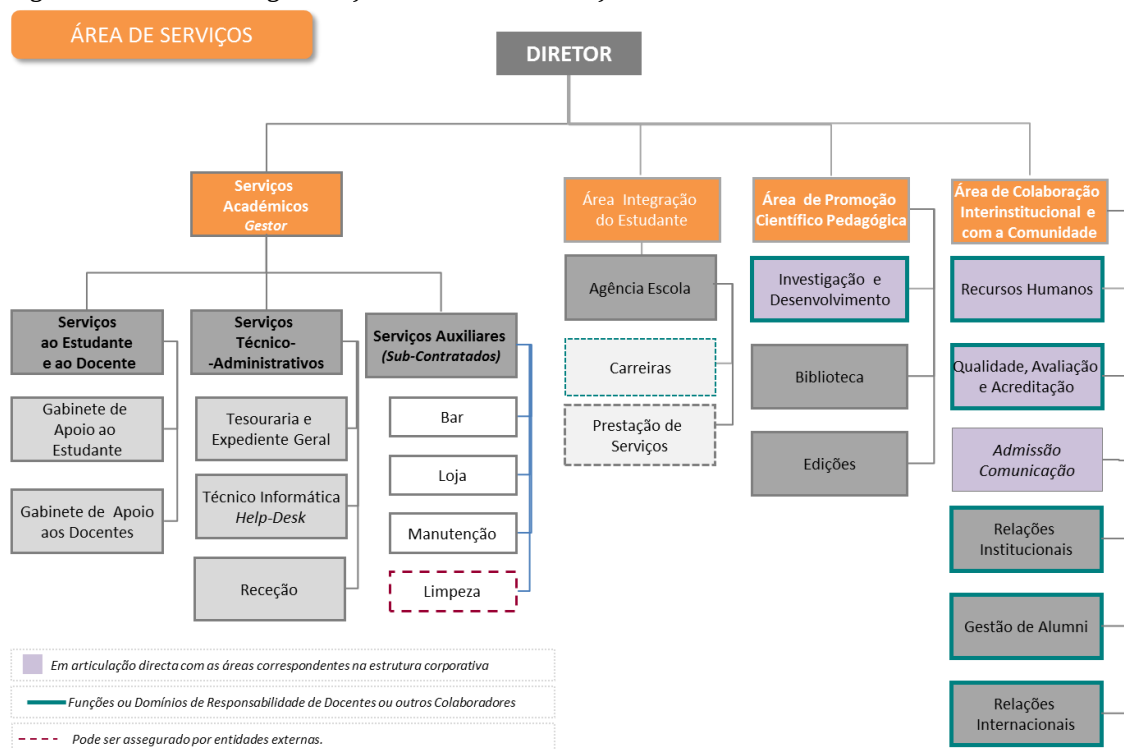 ÁREA DE SERVIÇOS
DIRETOR
Serviços
Académicos
Gestor
Área Integração
do Estudante
Área de Promoção
Científico Pedagógica
Área de Colaboração
Interinstitucional e
com a Comunidade
Serviços
ao Estudante
e ao Docente
Gabinete de
Apoio ao
Estudante
Gabinete de Apoio
aos Docentes
Serviços
Técnico-
-Administrativos
Tesouraria e
Expediente Geral
Técnico Informática
Help-Desk
Receção
Serviços Auxiliares
(Sub-Contratados)
Bar
Loja
Manutenção
Limpeza
Agência Escola
Carreiras
Prestação de
Serviços
Investigação e
Desenvolvimento
Biblioteca
Edições
Recursos Humanos
Qualidade, Avaliação
e Acreditação
Admissão
Comunicação
Relações
Institucionais
Gestão de Alumni
Relações
Internacionais
Em articulação directa com as áreas correspondentes na estrutura corporativa
Funções ou Domínios de Responsabilidade de Docentes ou outros Colaboradores
Pode ser assegurado por entidades externas.